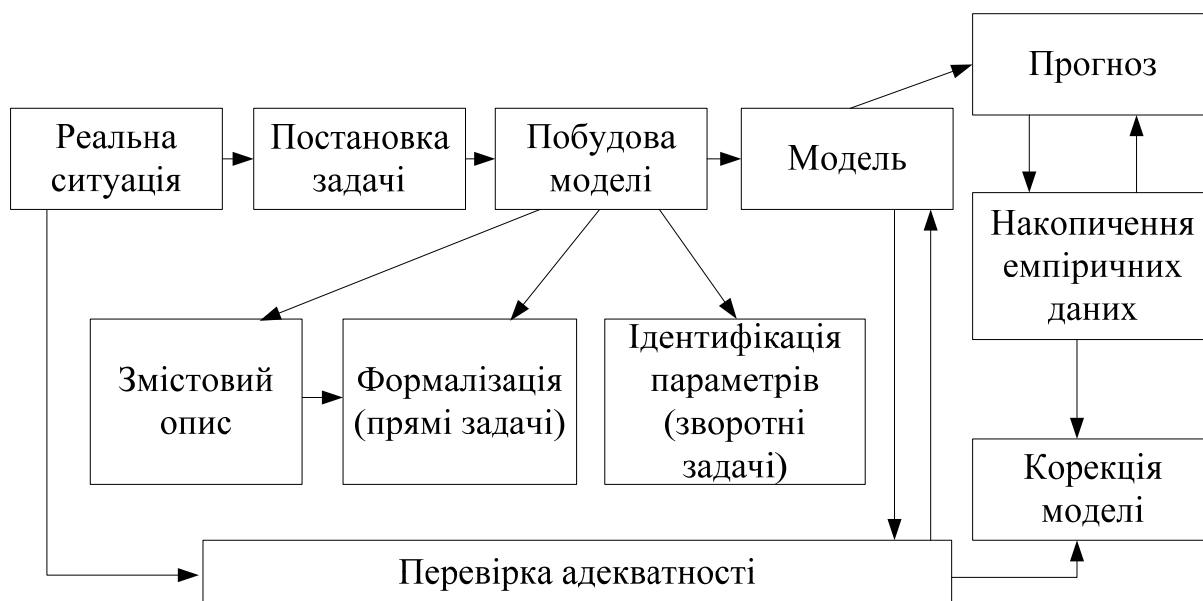 Прогноз
Реальна
ситуація
Постановка
задачі
Побудова
моделі
Модель
Накопичення
емпіричних
даних
Змістовий
опис
Формалізація
(прямі задачі)
Ідентифікація
параметрів
(зворотні
задачі)
Корекція
моделі
Перевірка адекватності